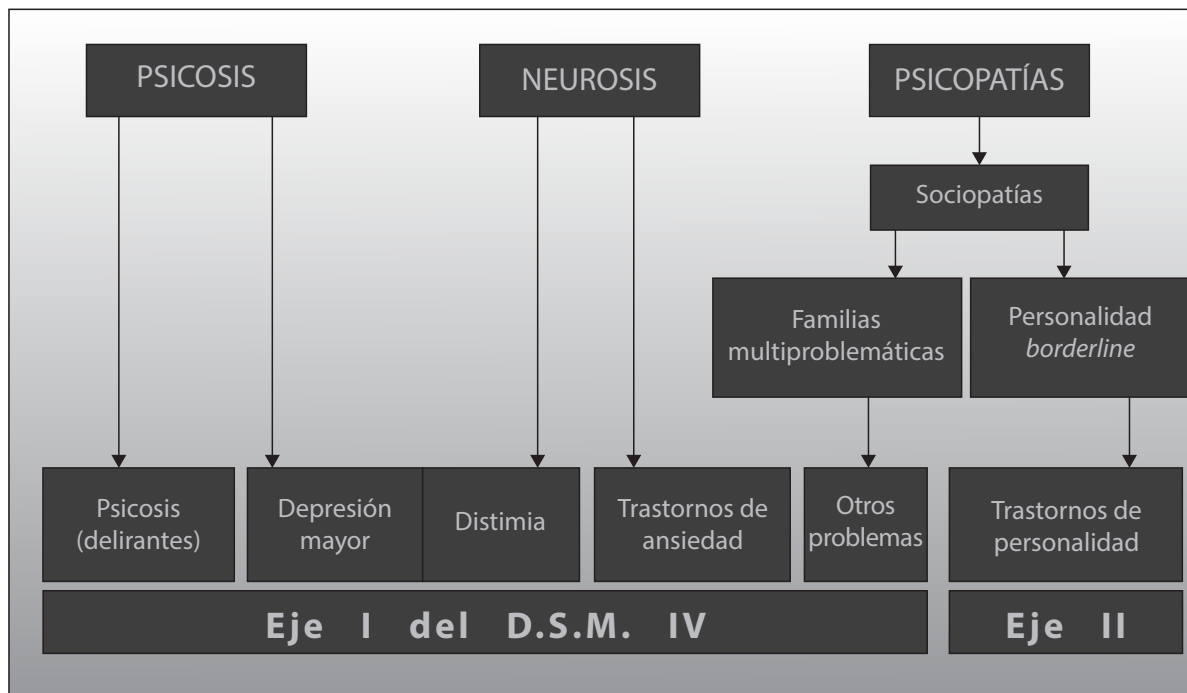 PSICOSIS
NEUROSIS
PSICOPATÍAS
Sociopatías
Familias
multiproblemáticas
Personalidad
borderline
Psicosis
(delirantes)
Depresión
mayor
Distimia
Trastornos de
ansiedad
Otros
problemas
Trastornos de
personalidad
Eje I del D.S.M. IV
Eje II